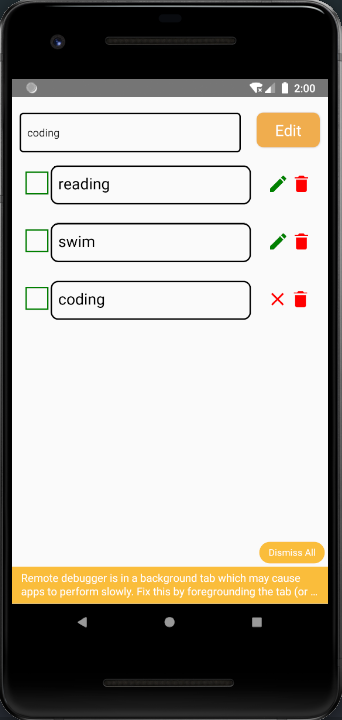 2:00
coding
Edit
reading
swim
coding
Dismiss All
Remote debugger is in a background tab which may cause
apps to perform slowly. Fix this by foregrounding the tab (or ...